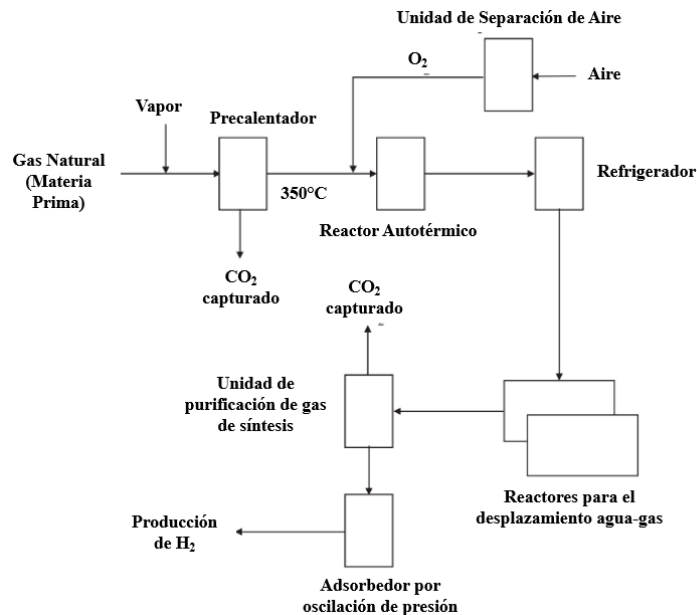 Unidad de Separación de Aire
O₂
Aire
Vapor
Precalentador
Gas Natural
(Materia
Prima)
350°C
Refrigerador
Reactor Autotérmico
CO₂
capturado
CO₂
capturado
Unidad de
purificación de gas
de síntesis
Reactores para el
desplazamiento agua-gas
Producción
de H₂
Adsorbedor por
oscilación de presión